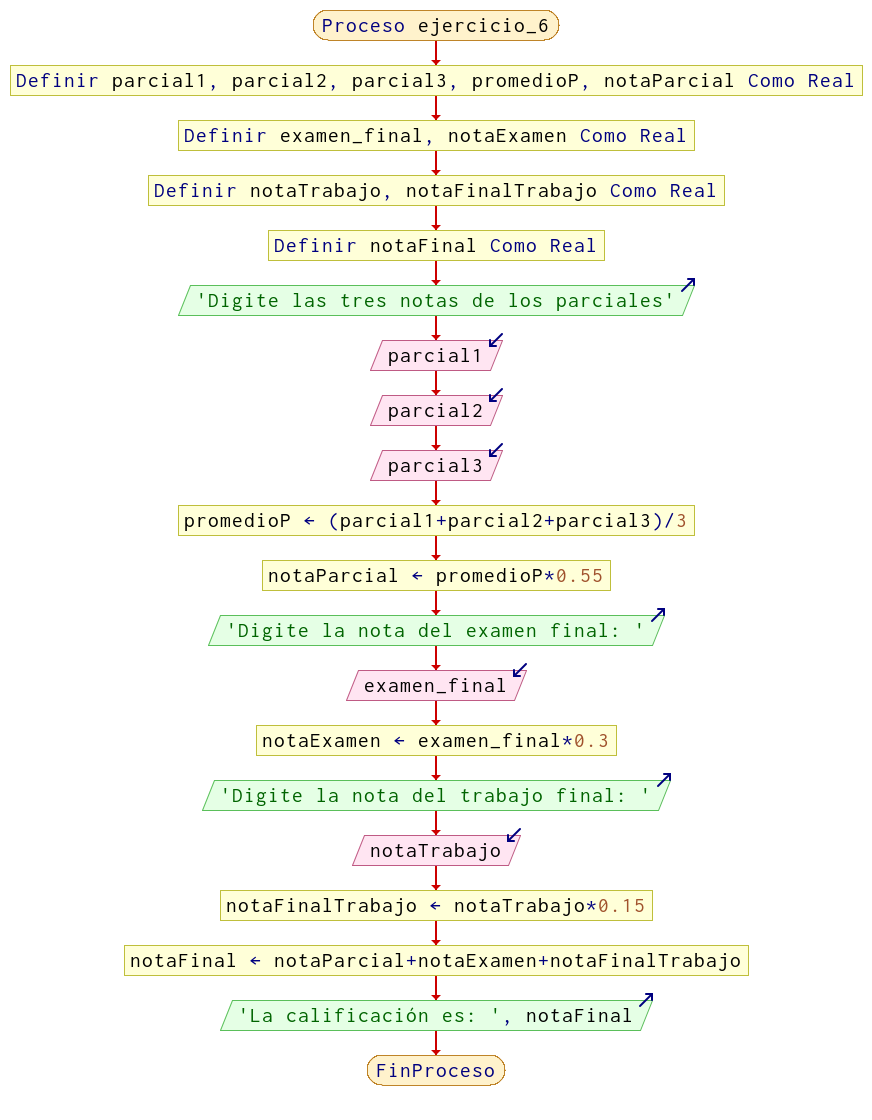 Proceso ejercicio_6
Definir parcial1, parcial2, parcial3, promedioP, notaParcial Como Real
Definir examen_final, notaExamen Como Real
Definir notaTrabajo, notaFinalTrabajo Como Real
Definir notaFinal Como Real
'Digite las tres notas de los parciales'
parcial1
parcial2
parcial3
promedioP ← (parcial1+parcial2+parcial3)/3
notaParcial ← promedioP*0.55
'Digite la nota del examen final: '
examen_final
notaExamen ← examen_final*0.3
'Digite la nota del trabajo final: '
notaTrabajo
notaFinalTrabajo ← notaTrabajo*0.15
notaFinal ← notaParcial+notaExamen+notaFinalTrabajo
'La calificación es: ', notaFinal
FinProceso